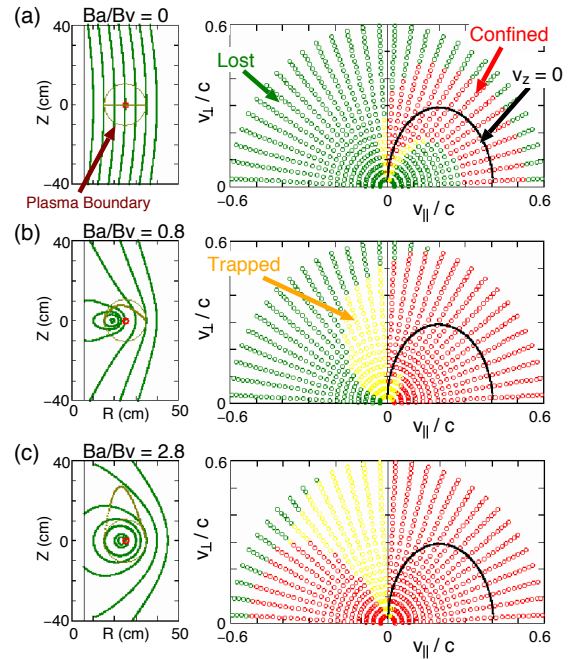 (a) Ba/Bv = 0
Z (cm)
40
0
−40
Plasma Boundary
v⊥ / c
0.6
0
Lost
Confined
v_z = 0
−0.6
0
0.6
v|| / c
(b) Ba/Bv = 0.8
Z (cm)
40
0
−40
0
R (cm)
50
v⊥ / c
0.6
0
Trapped
−0.6
0
0.6
v|| / c
(c) Ba/Bv = 2.8
Z (cm)
40
0
−40
0
R (cm)
50
v⊥ / c
0.6
0
−0.6
0
0.6
v|| / c